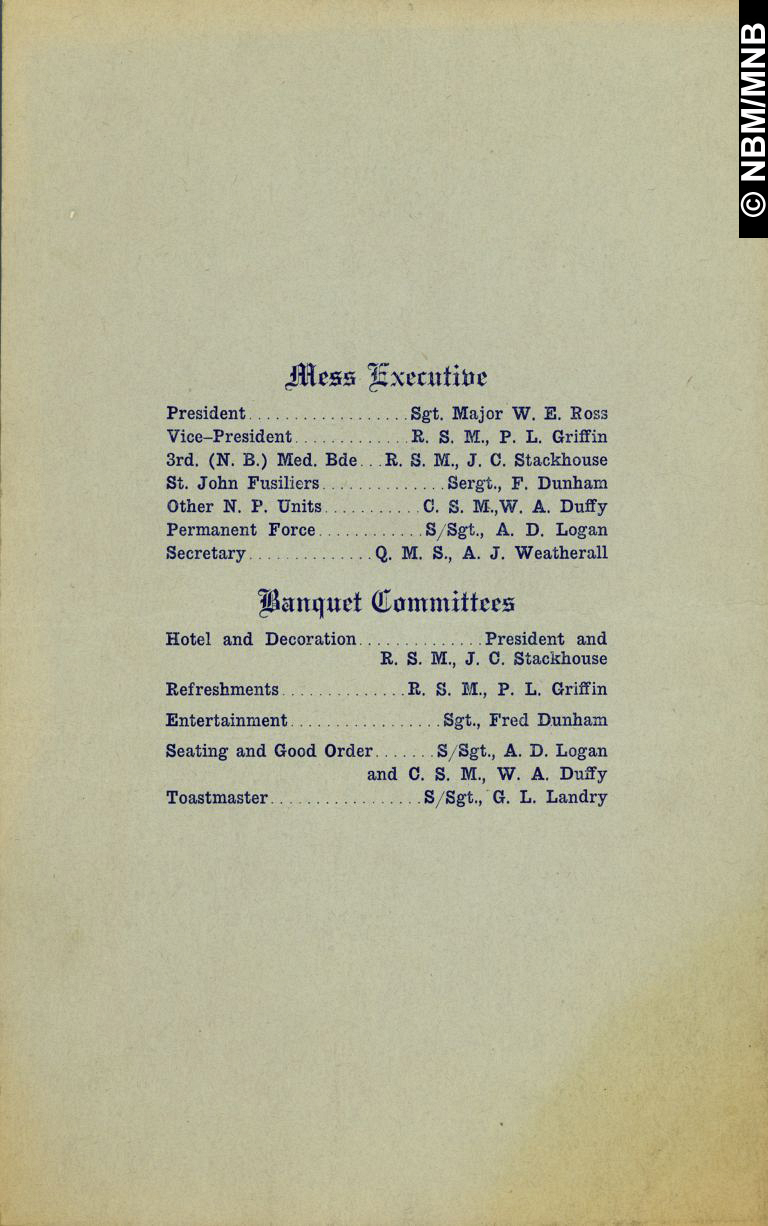 © NBM/MNB
Mess Executive
President.................Sgt. Major W. E. Ross
Vice-President............R. S. M., P. L. Griffin
3rd. (N. B.) Med. Bde...R. S. M., J. C. Stackhouse
St. John Fusiliers.............Sergt., F. Dunham
Other N. P. Units..........C. S. M.,W. A. Duffy
Permanent Force...........S/Sgt., A. D. Logan
Secretary.............Q. M. S., A. J. Weatherall
Banquet Committees
Hotel and Decoration.............President and
R. S. M., J. C. Stackhouse
Refreshments.............R. S. M., P. L. Griffin
Entertainment................Sgt., Fred Dunham
Seating and Good Order.......S/Sgt., A. D. Logan
and C. S. M., W. A. Duffy
Toastmaster................S/Sgt., G. L. Landry